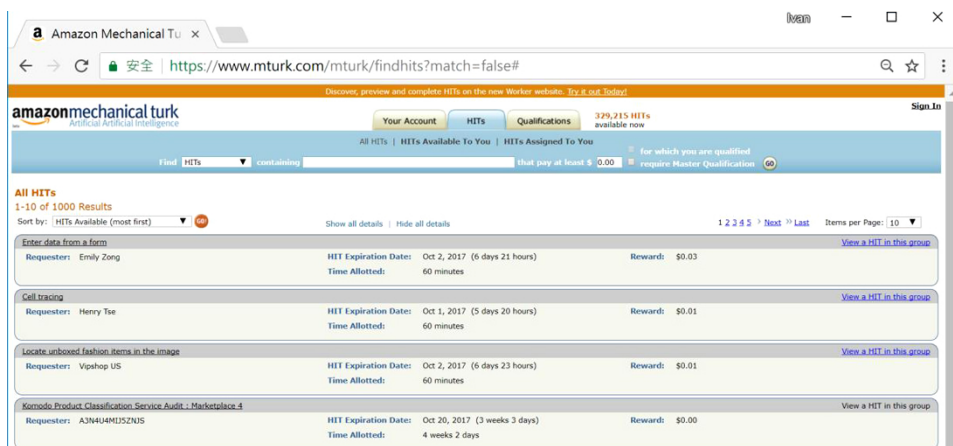 Ivan
Amazon Mechanical Tu
安全 | https://www.mturk.com/mturk/findhits?match=false#
Discover, preview and complete HITs on the new Worker website. Try it out Today!
amazonmechanical turk
Artificial Artificial Intelligence
Your Account HITs Qualifications
329,215 HITs
available now
Sign In
All HITs | HITs Available To You | HITs Assigned To You
Find HITs containing that pay at least $ 0.00
for which you are qualified
require Master Qualification GO
All HITs
1-10 of 1000 Results
Sort by: HITs Available (most first) GO! Show all details | Hide all details 1 2 3 4 5 › Next » Last Items per Page: 10
Enter data from a form View a HIT in this group
Requester: Emily Zong HIT Expiration Date: Oct 2, 2017 (6 days 21 hours) Reward: $0.03
Time Allotted: 60 minutes
Cell tracing View a HIT in this group
Requester: Henry Tse HIT Expiration Date: Oct 1, 2017 (5 days 20 hours) Reward: $0.01
Time Allotted: 60 minutes
Locate unboxed fashion items in the image View a HIT in this group
Requester: Vipshop US HIT Expiration Date: Oct 2, 2017 (6 days 23 hours) Reward: $0.01
Time Allotted: 60 minutes
Komodo Product Classification Service Audit : Marketplace 4 View a HIT in this group
Requester: A3N4U4MIJ5ZNJS HIT Expiration Date: Oct 20, 2017 (3 weeks 3 days) Reward: $0.00
Time Allotted: 4 weeks 2 days